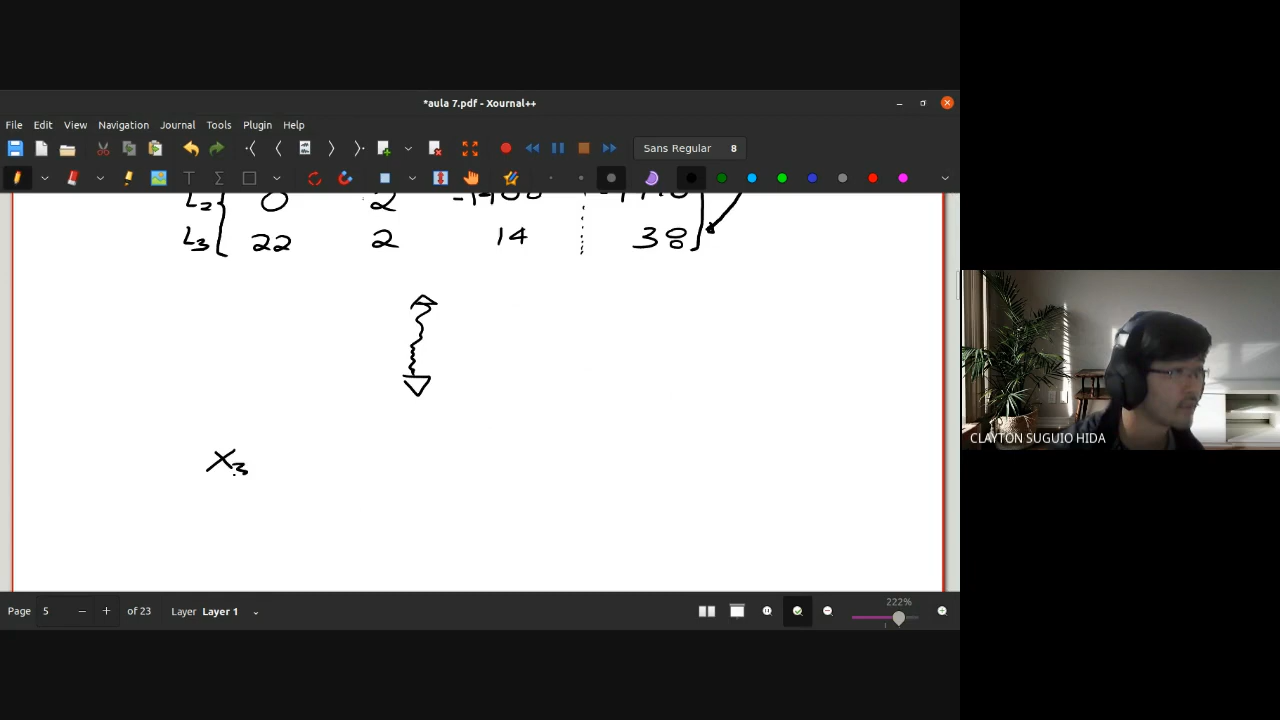 *aula 7.pdf - Xournal++
File Edit View Navigation Journal Tools Plugin Help
Sans Regular 8
L₂ 0 2
L₃ 22 2 14 38
CLAYTON SUGUIO HIDA
X₃
222%
Page 5 of 23 Layer Layer 1